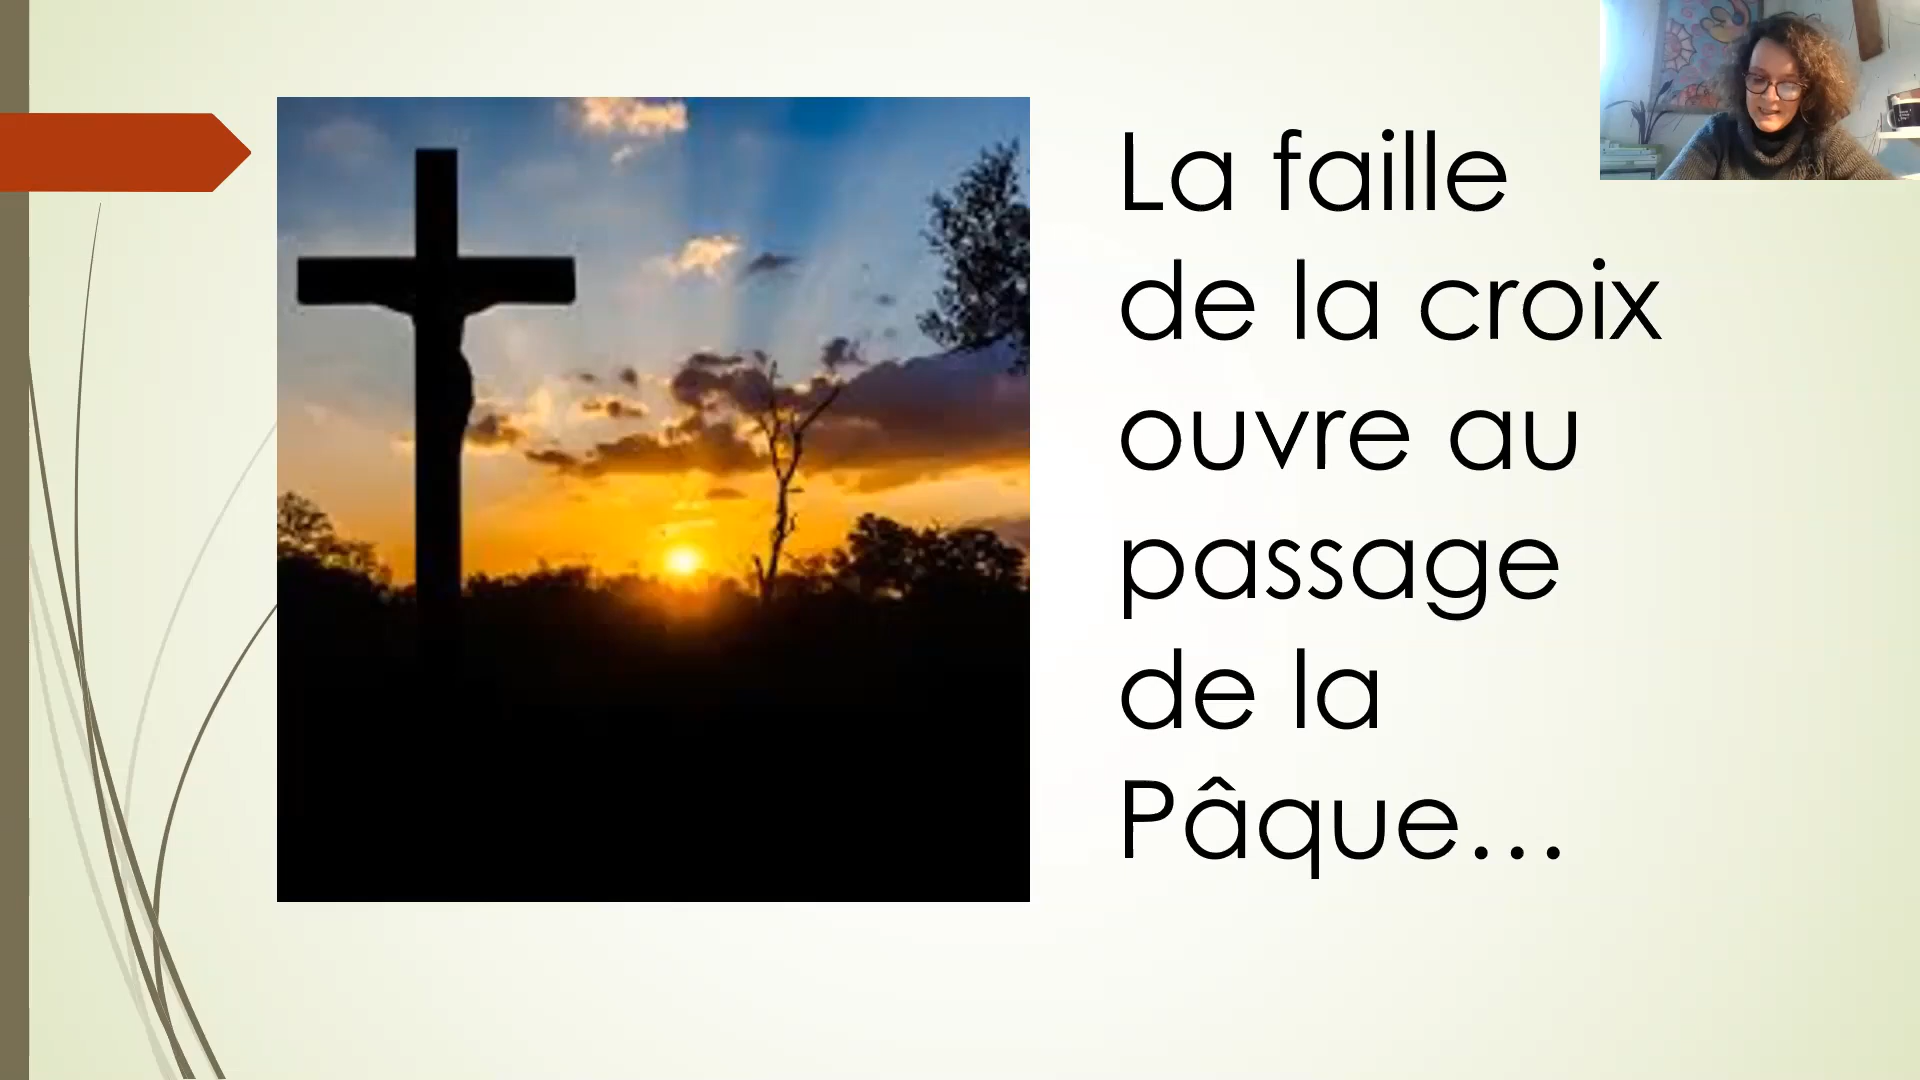 La faille
de la croix
ouvre au
passage
de la
Pâque…